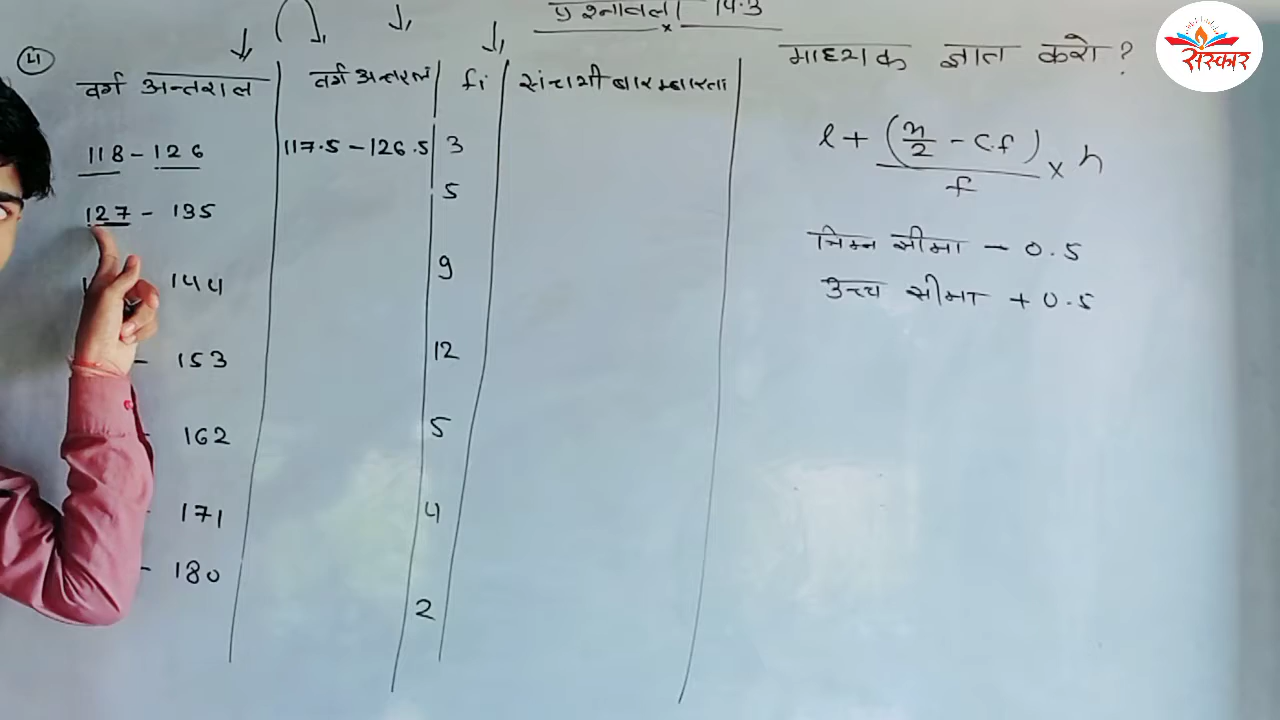 प्रश्नावली 14.3
माध्यक ज्ञात करो ?
संस्कार
(4)
वर्ग अन्तराल वर्ग अन्तराल fi संचयी बारम्बारता
118 - 126 117.5 - 126.5 3
127 - 135 5
144 9
- 153 12
- 162 5
- 171 4
- 180 2
l + (n/2 - C.f) / f × h
निम्न सीमा - 0.5
उच्च सीमा + 0.5